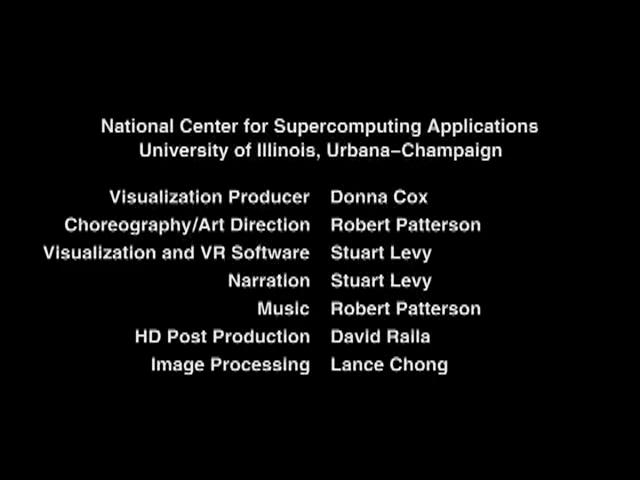 National Center for Supercomputing Applications
University of Illinois, Urbana–Champaign
Visualization Producer Donna Cox
Choreography/Art Direction Robert Patterson
Visualization and VR Software Stuart Levy
Narration Stuart Levy
Music Robert Patterson
HD Post Production David Raila
Image Processing Lance Chong